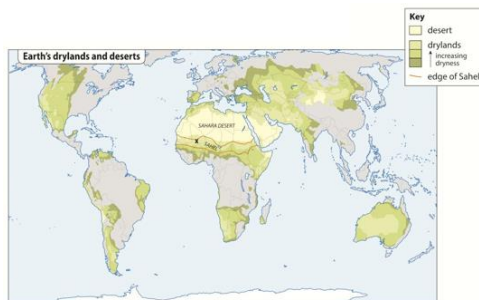 Key
desert
drylands
increasing
dryness
edge of Sahel
Earth's drylands and deserts
SAHARA DESERT
SAHEL